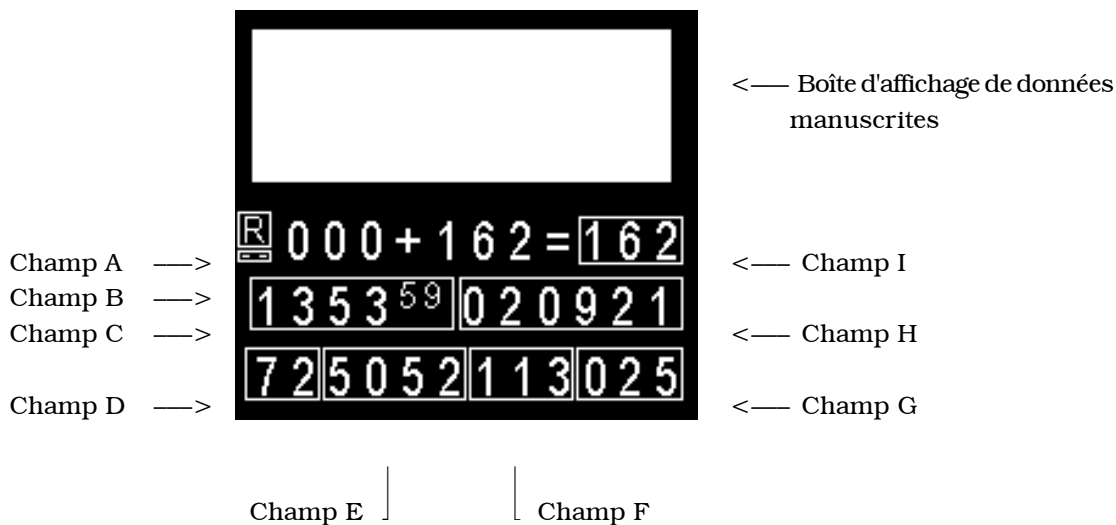 <—— Boîte d'affichage de données
manuscrites
R 000+162=162
Champ A ——> <—— Champ I
Champ B ——> 1353 59 020921
Champ C ——> <—— Champ H
72 5052 113 025
Champ D ——> <—— Champ G
Champ E Champ F